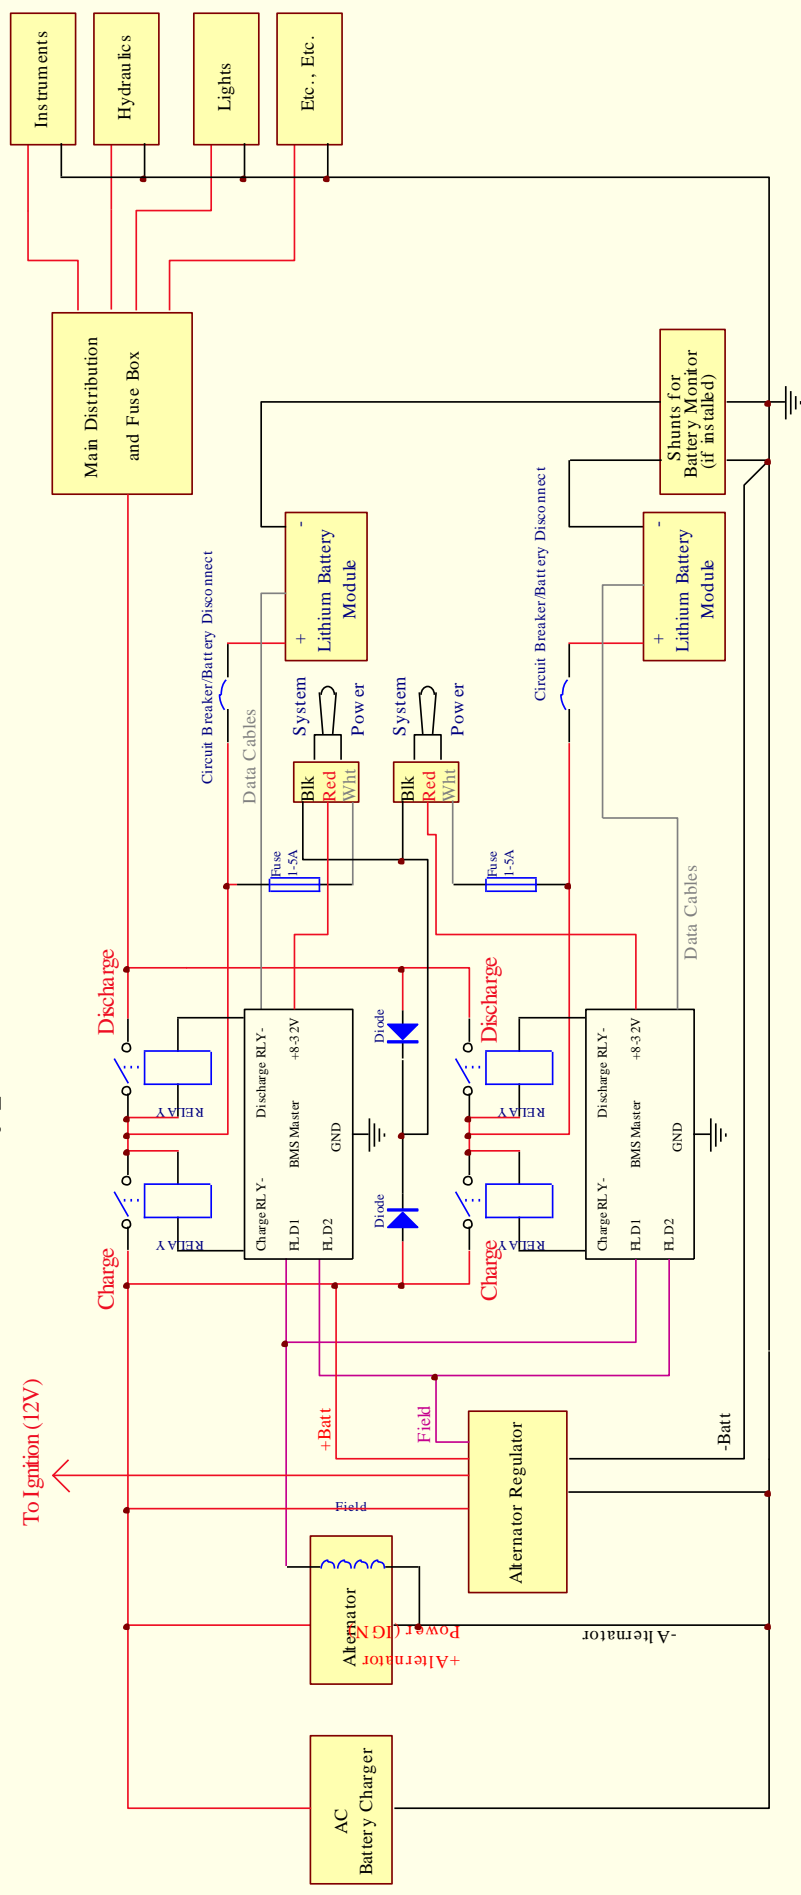 Instruments
Hydraulics
Lights
Etc., Etc.
Main Distribution
and Fuse Box
Shunts for
Battery Monitor
(if installed)
Circuit Breaker/Battery Disconnect
- +
Lithium Battery
Module
Circuit Breaker/Battery Disconnect
- +
Lithium Battery
Module
Data Cables
System
Power
System
Power
Blk
Red
Wht
Blk
Red
Wht
Fuse
1-5A
Fuse
1-5A
Data Cables
Discharge
Discharge
RELAY
RELAY
Diode
Discharge RLY-
+8-32V
BMS Master
GND
Charge RLY-
FLD1
FLD2
Discharge RLY-
+8-32V
BMS Master
GND
Charge RLY-
FLD1
FLD2
Diode
RELAY
RELAY
Charge
Charge
To Ignition (12V)
+Batt
Field
-Batt
Alternator Regulator
Field
Alternator
Power (IGN)
+Alternator
-Alternator
AC
Battery Charger